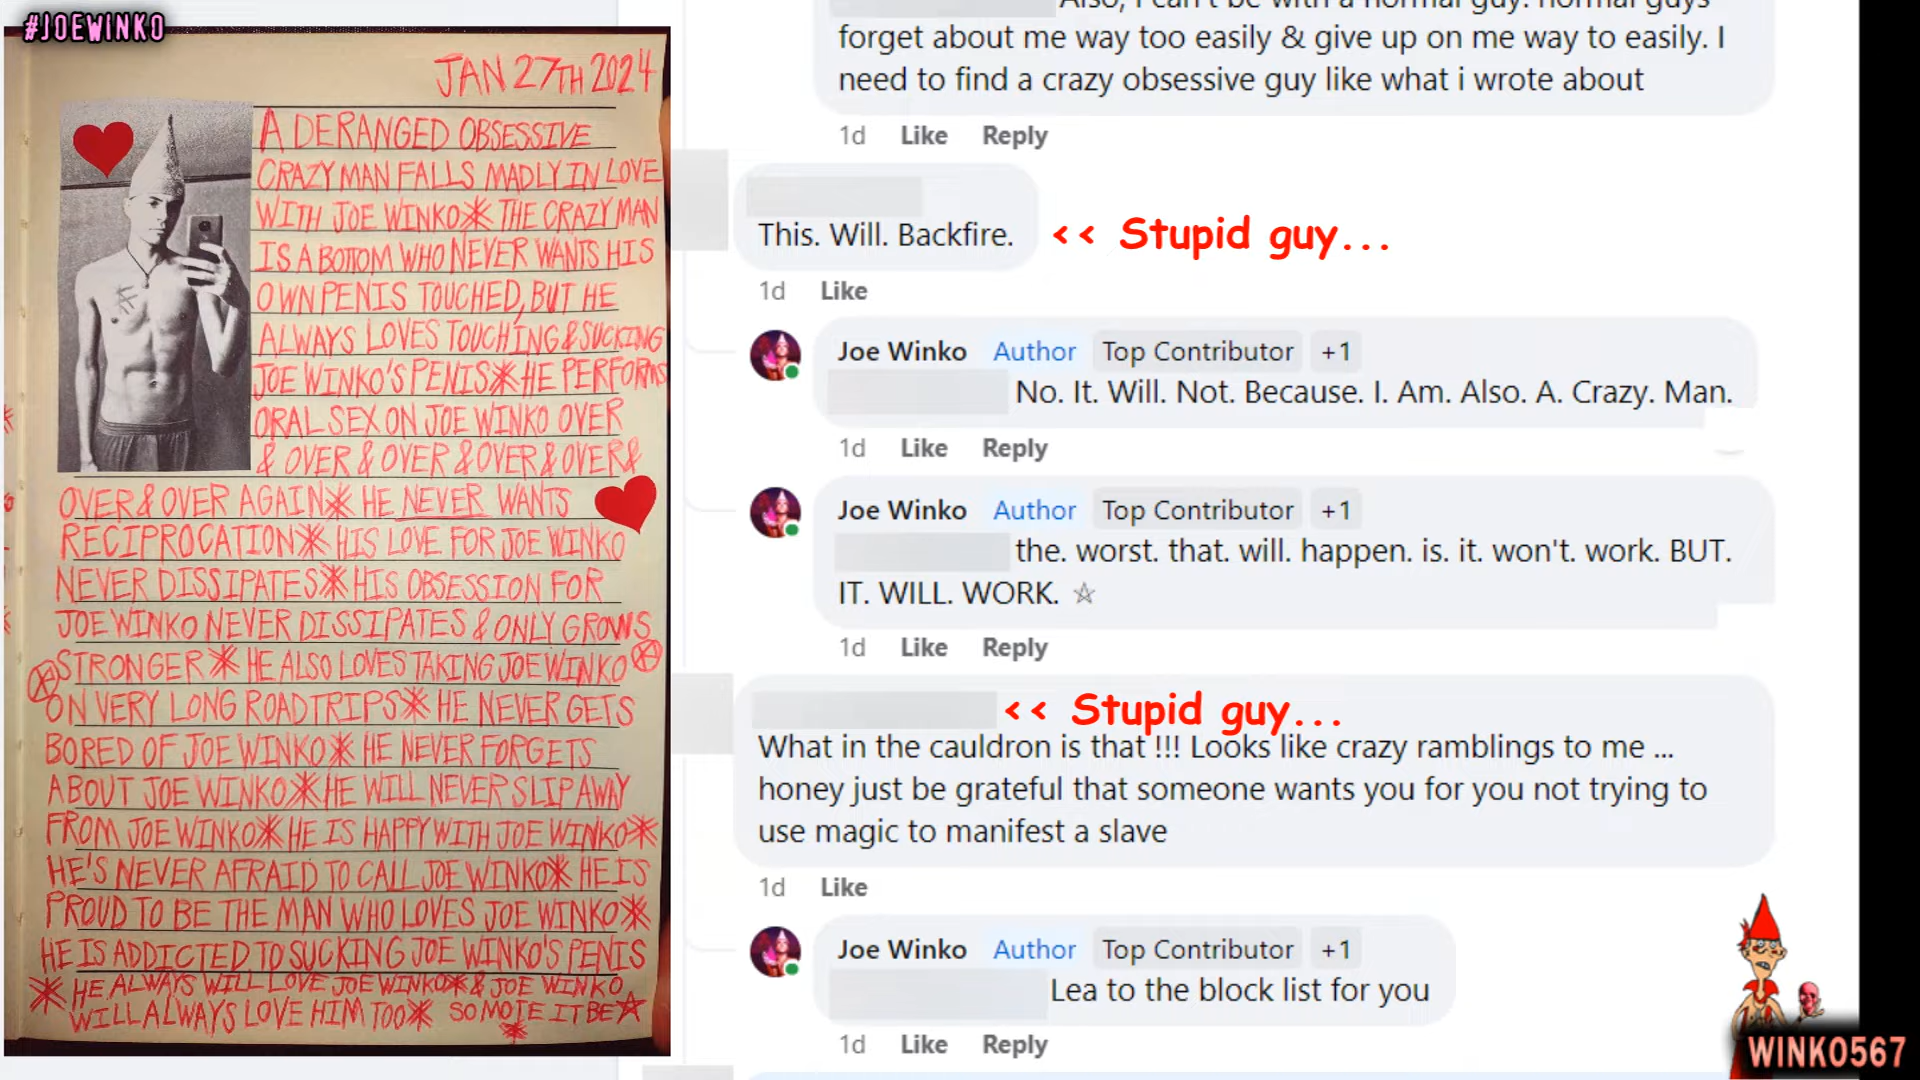 #JOEWINKO
JAN 27TH 2024
A DERANGED OBSESSIVE
CRAZY MAN FALLS MADLY IN LOVE
WITH JOE WINKO* THE CRAZY MAN
IS A BOTTOM WHO NEVER WANTS HIS
OWN PENIS TOUCHED, BUT HE
ALWAYS LOVES TOUCHING & SUCKING
JOE WINKO'S PENIS* HE PERFORMS
ORAL SEX ON JOE WINKO OVER
& OVER & OVER & OVER & OVER &
OVER & OVER AGAIN* HE NEVER WANTS
RECIPROCATION* HIS LOVE FOR JOE WINKO
NEVER DISSIPATES* HIS OBSESSION FOR
JOE WINKO NEVER DISSIPATES & ONLY GROWS
STRONGER* HE ALSO LOVES TAKING JOE WINKO
ON VERY LONG ROADTRIPS* HE NEVER GETS
BORED OF JOE WINKO* HE NEVER FORGETS
ABOUT JOE WINKO* HE WILL NEVER SLIP AWAY
FROM JOE WINKO* HE IS HAPPY WITH JOE WINKO*
HE'S NEVER AFRAID TO CALL JOE WINKO* HE IS
PROUD TO BE THE MAN WHO LOVES JOE WINKO*
HE IS ADDICTED TO SUCKING JOE WINKO'S PENIS
* HE ALWAYS WILL LOVE JOE WINKO* & JOE WINKO
WILL ALWAYS LOVE HIM TOO* SO MOTE IT BE☆
Also, I can't be with a normal guy. normal guys
forget about me way too easily & give up on me way to easily. I
need to find a crazy obsessive guy like what i wrote about
1d Like Reply
This. Will. Backfire. << Stupid guy...
1d Like
Joe Winko Author Top Contributor +1
No. It. Will. Not. Because. I. Am. Also. A. Crazy. Man.
1d Like Reply
Joe Winko Author Top Contributor +1
the. worst. that. will. happen. is. it. won't. work. BUT.
IT. WILL. WORK. ⛤
1d Like Reply
<< Stupid guy...
What in the cauldron is that !!! Looks like crazy ramblings to me ...
honey just be grateful that someone wants you for you not trying to
use magic to manifest a slave
1d Like
Joe Winko Author Top Contributor +1
Lea to the block list for you
1d Like Reply
WINKO567